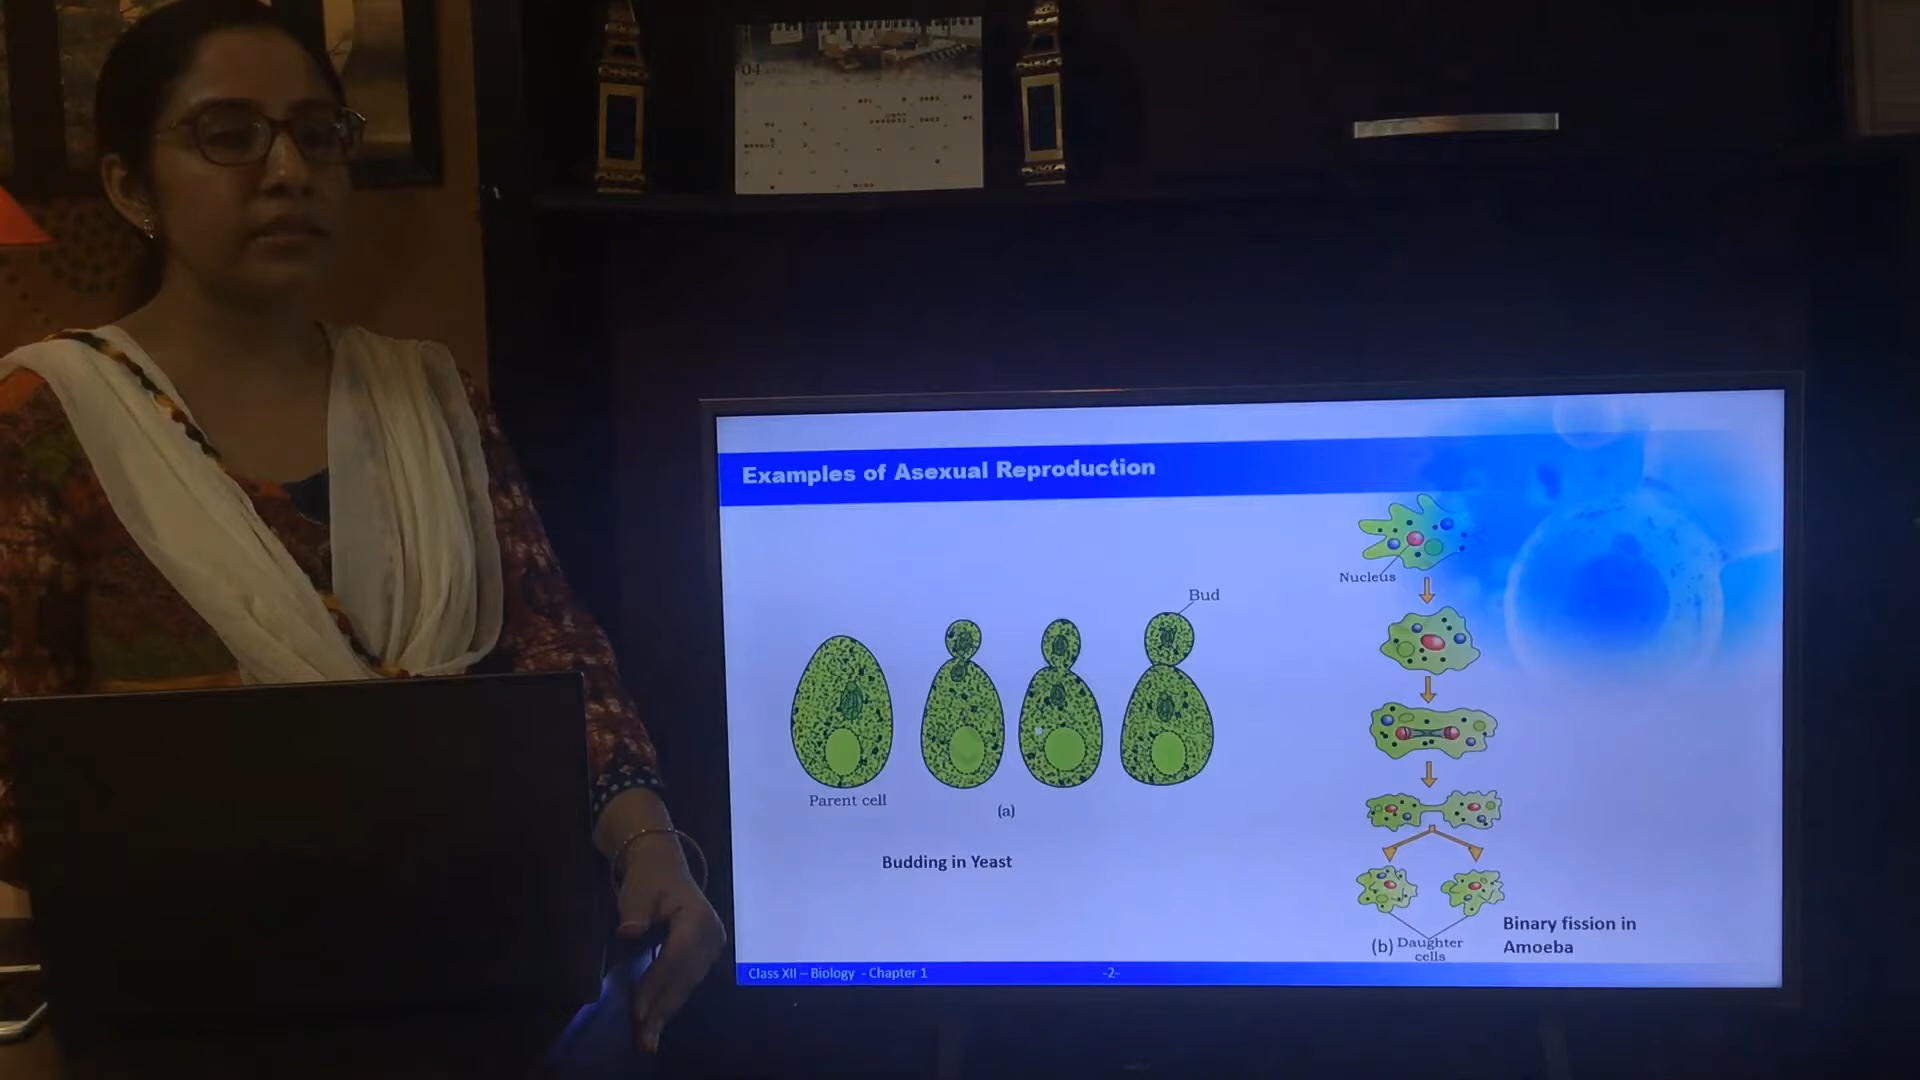 04
Examples of Asexual Reproduction
Nucleus
Bud
Parent cell
(a)
Budding in Yeast
Binary fission in
Amoeba
(b) Daughter
cells
Class XII – Biology - Chapter 1
-2-